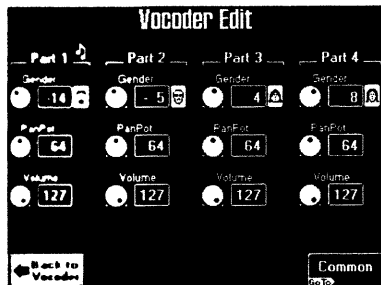 Vocoder Edit
Part 1 Part 2 Part 3 Part 4
Gender Gender Gender Gender
-14 - 5 4 8
PanPot PanPot PanPot PanPot
64 64 64 64
Volume Volume Volume Volume
127 127 127 127
Back to Common
Vocoder GoTo